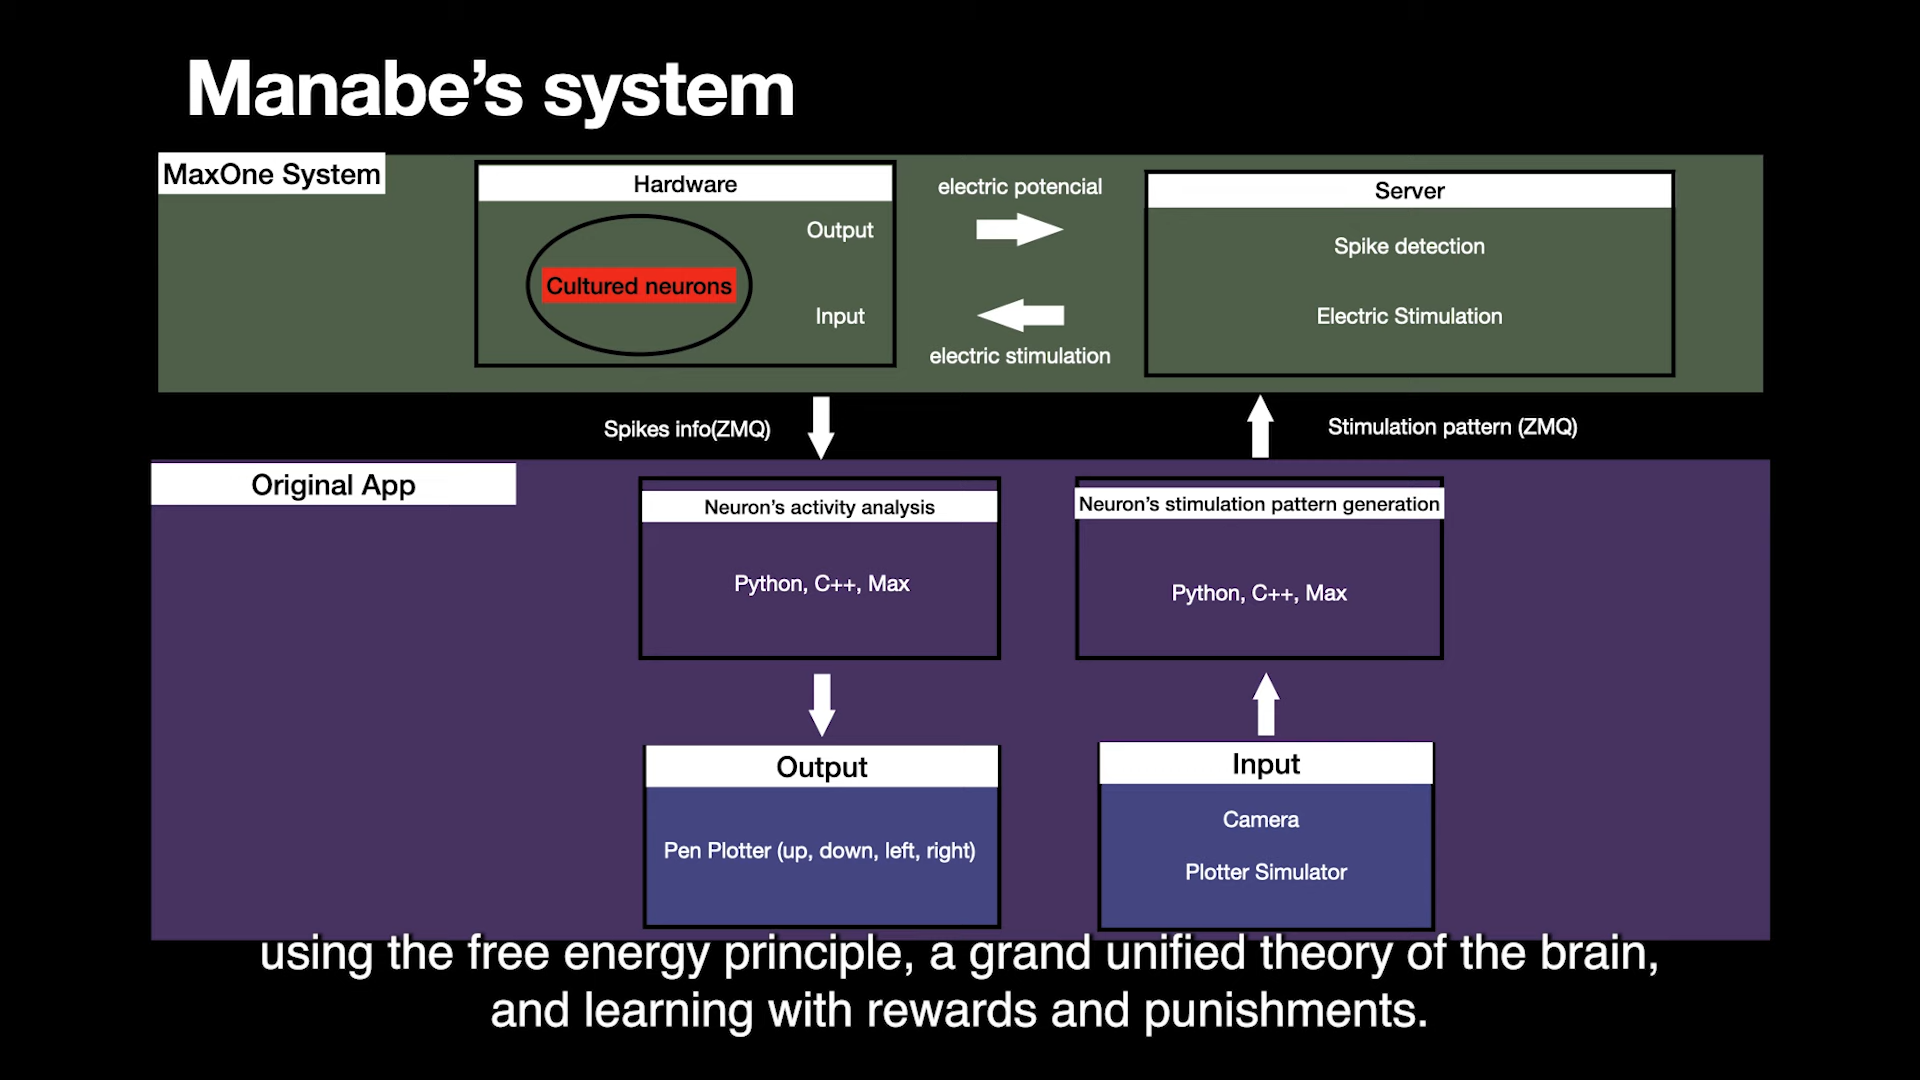 Manabe’s system
MaxOne System
Hardware
Output
Cultured neurons
Input
electric potencial
electric stimulation
Server
Spike detection
Electric Stimulation
Spikes info(ZMQ)
Stimulation pattern (ZMQ)
Original App
Neuron’s activity analysis
Python, C++, Max
Neuron’s stimulation pattern generation
Python, C++, Max
Output
Pen Plotter (up, down, left, right)
Input
Camera
Plotter Simulator
using the free energy principle, a grand unified theory of the brain,
and learning with rewards and punishments.